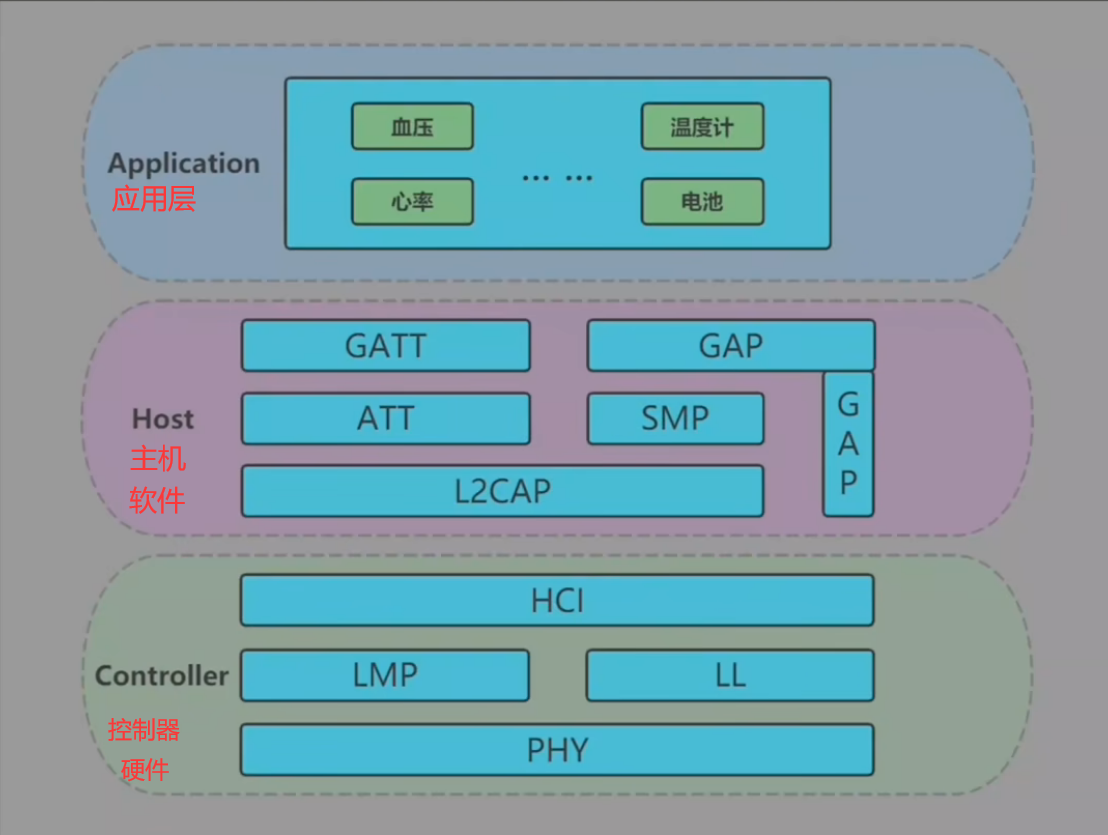 血压
温度计
Application
应用层
... ...
心率
电池
GATT
GAP
Host
ATT
SMP
GAP
主机
软件
L2CAP
HCI
Controller
LMP
LL
控制器
硬件
PHY